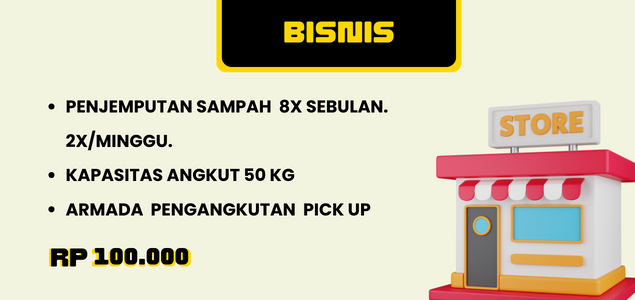 BISNIS
• PENJEMPUTAN SAMPAH 8X SEBULAN.
2X/MINGGU.
• KAPASITAS ANGKUT 50 KG
• ARMADA PENGANGKUTAN PICK UP
RP 100.000
STORE